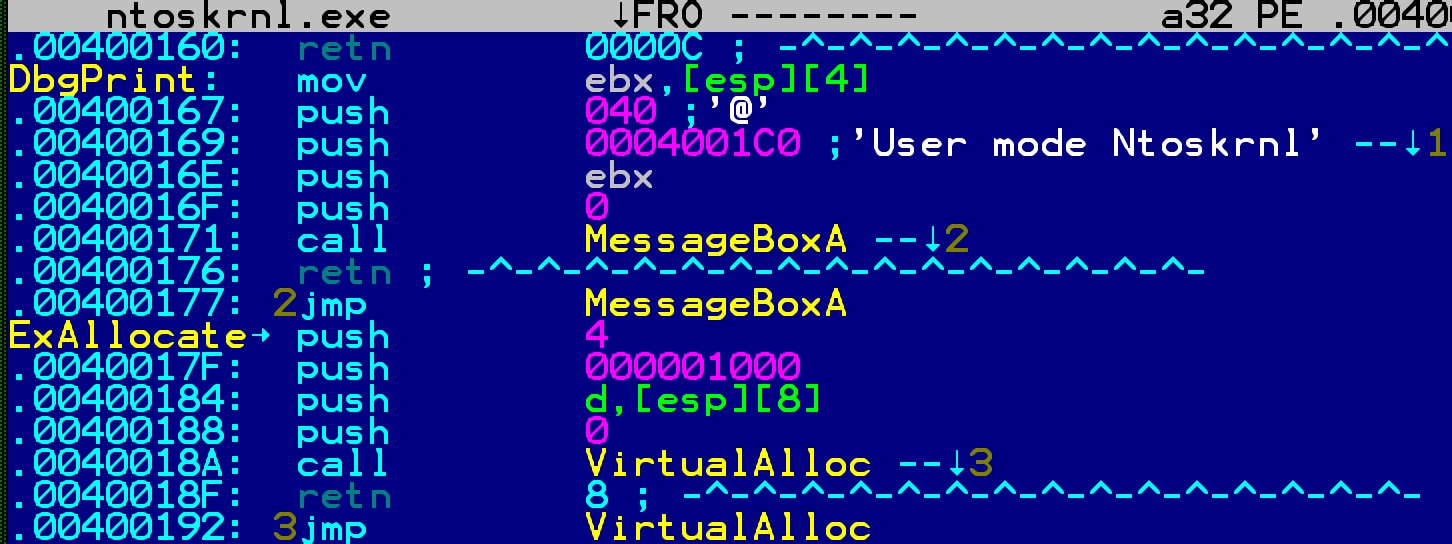 ntoskrnl.exe ↓FRO -------- a32 PE .0040
.00400160: retn 0000C ; -^-^-^-^-^-^-^-^-^-^-^-^-^-^-^-^-^-^-^
DbgPrint: mov ebx,[esp][4]
.00400167: push 040 ;'@'
.00400169: push 0004001C0 ;'User mode Ntoskrnl' --↓1
.0040016E: push ebx
.0040016F: push 0
.00400171: call MessageBoxA --↓2
.00400176: retn ; -^-^-^-^-^-^-^-^-^-^-^-^-^-^-^-
.00400177: 2jmp MessageBoxA
ExAllocate→ push 4
.0040017F: push 000001000
.00400184: push d,[esp][8]
.00400188: push 0
.0040018A: call VirtualAlloc --↓3
.0040018F: retn 8 ; -^-^-^-^-^-^-^-^-^-^-^-^-^-^-^-
.00400192: 3jmp VirtualAlloc